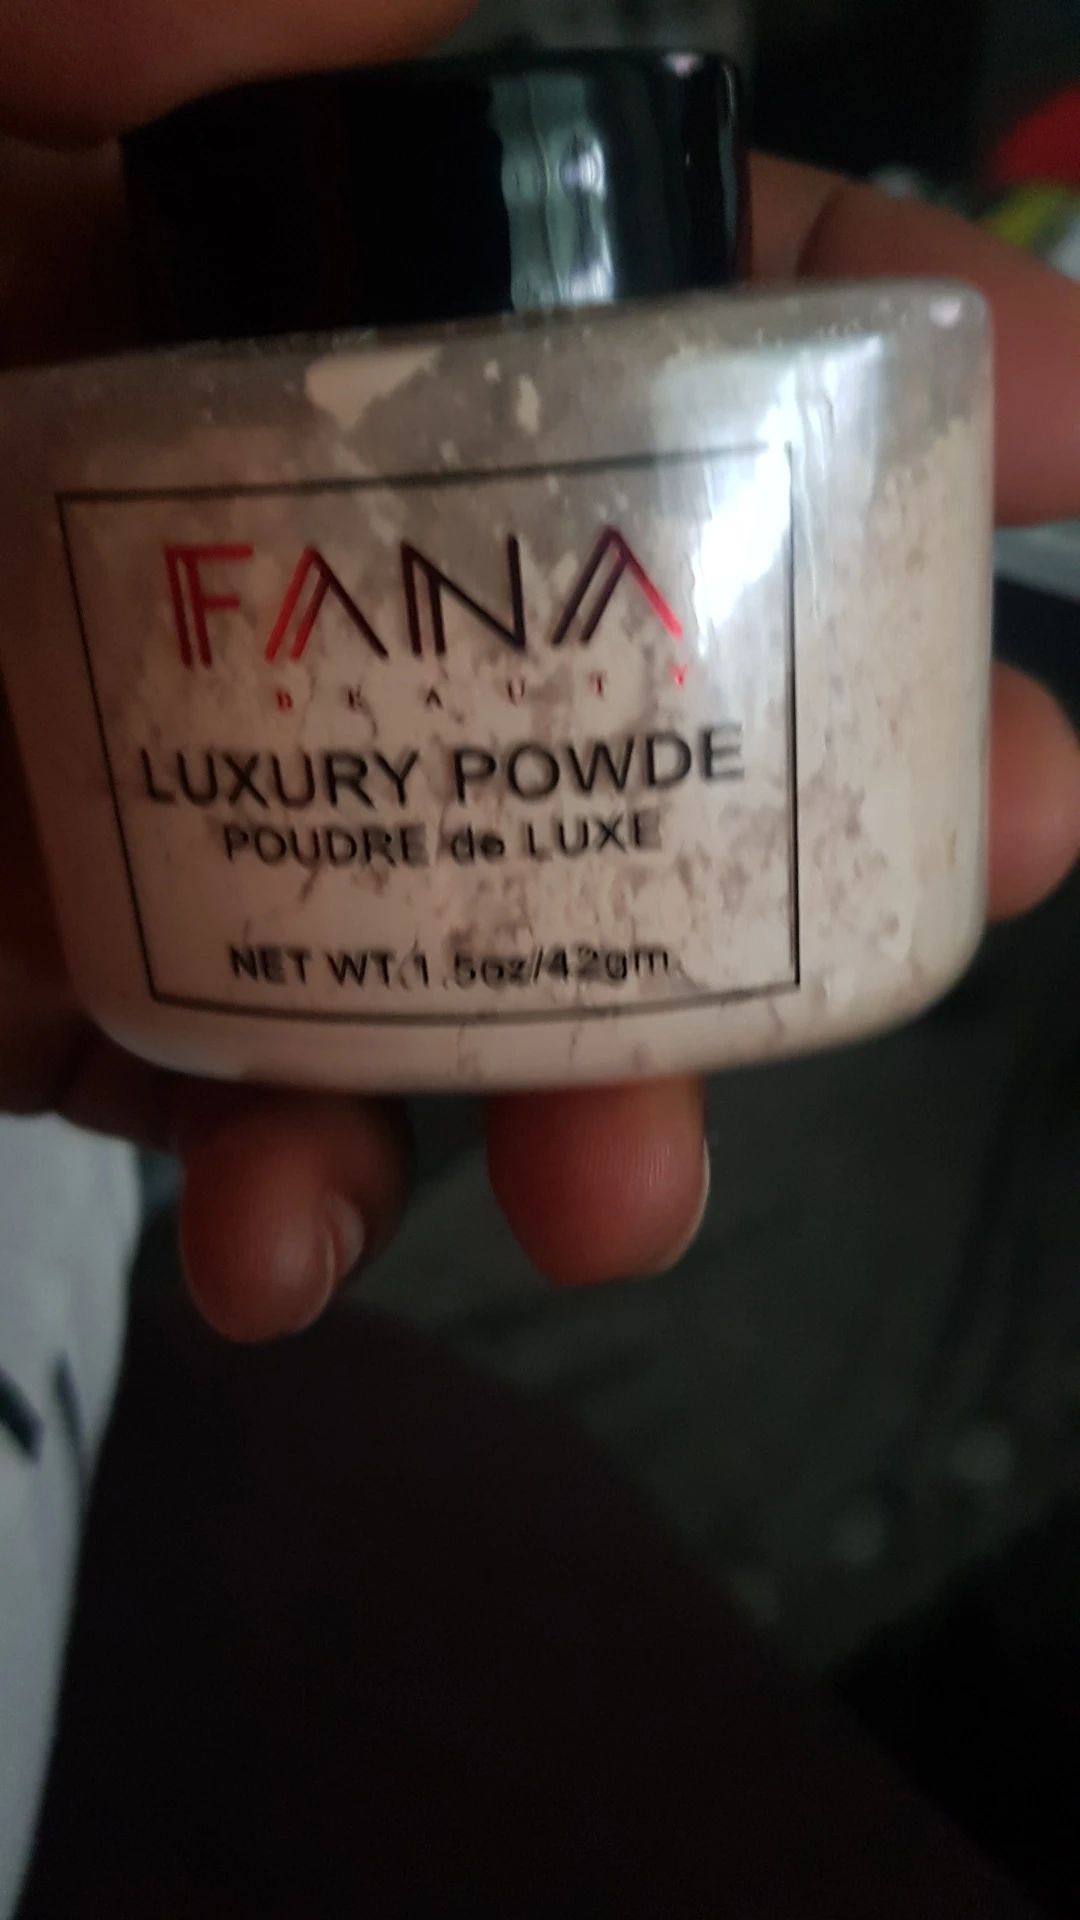 FANA
BEAUTY
LUXURY POWDE
POUDRE de LUXE
NET WT.1.5oz//42gm